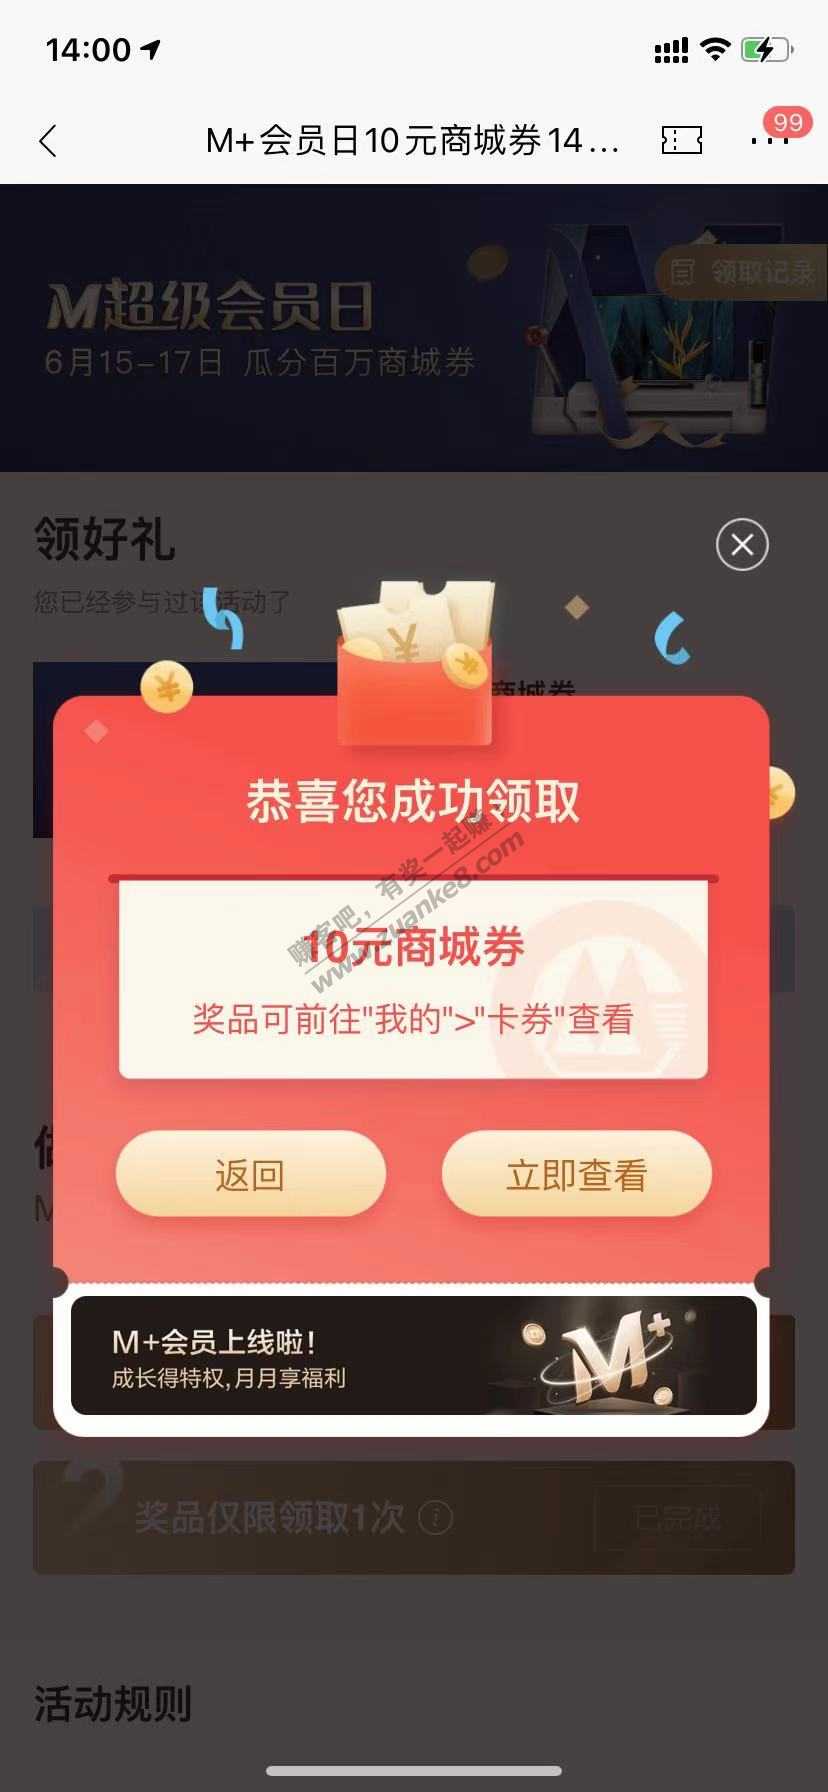 14:00
M+会员日10元商城券14...
99
M超级会员日
领取记录
6月15-17日 瓜分百万商城券
领好礼
您已经参与过该活动了
商城券
恭喜您成功领取
赚客吧，有奖一起赚
www.zuanke8.com
10元商城券
奖品可前往"我的">"卡券"查看
返回
立即查看
M+会员上线啦！
成长得特权,月月享福利
M+
2
奖品仅限领取1次
已完成
活动规则